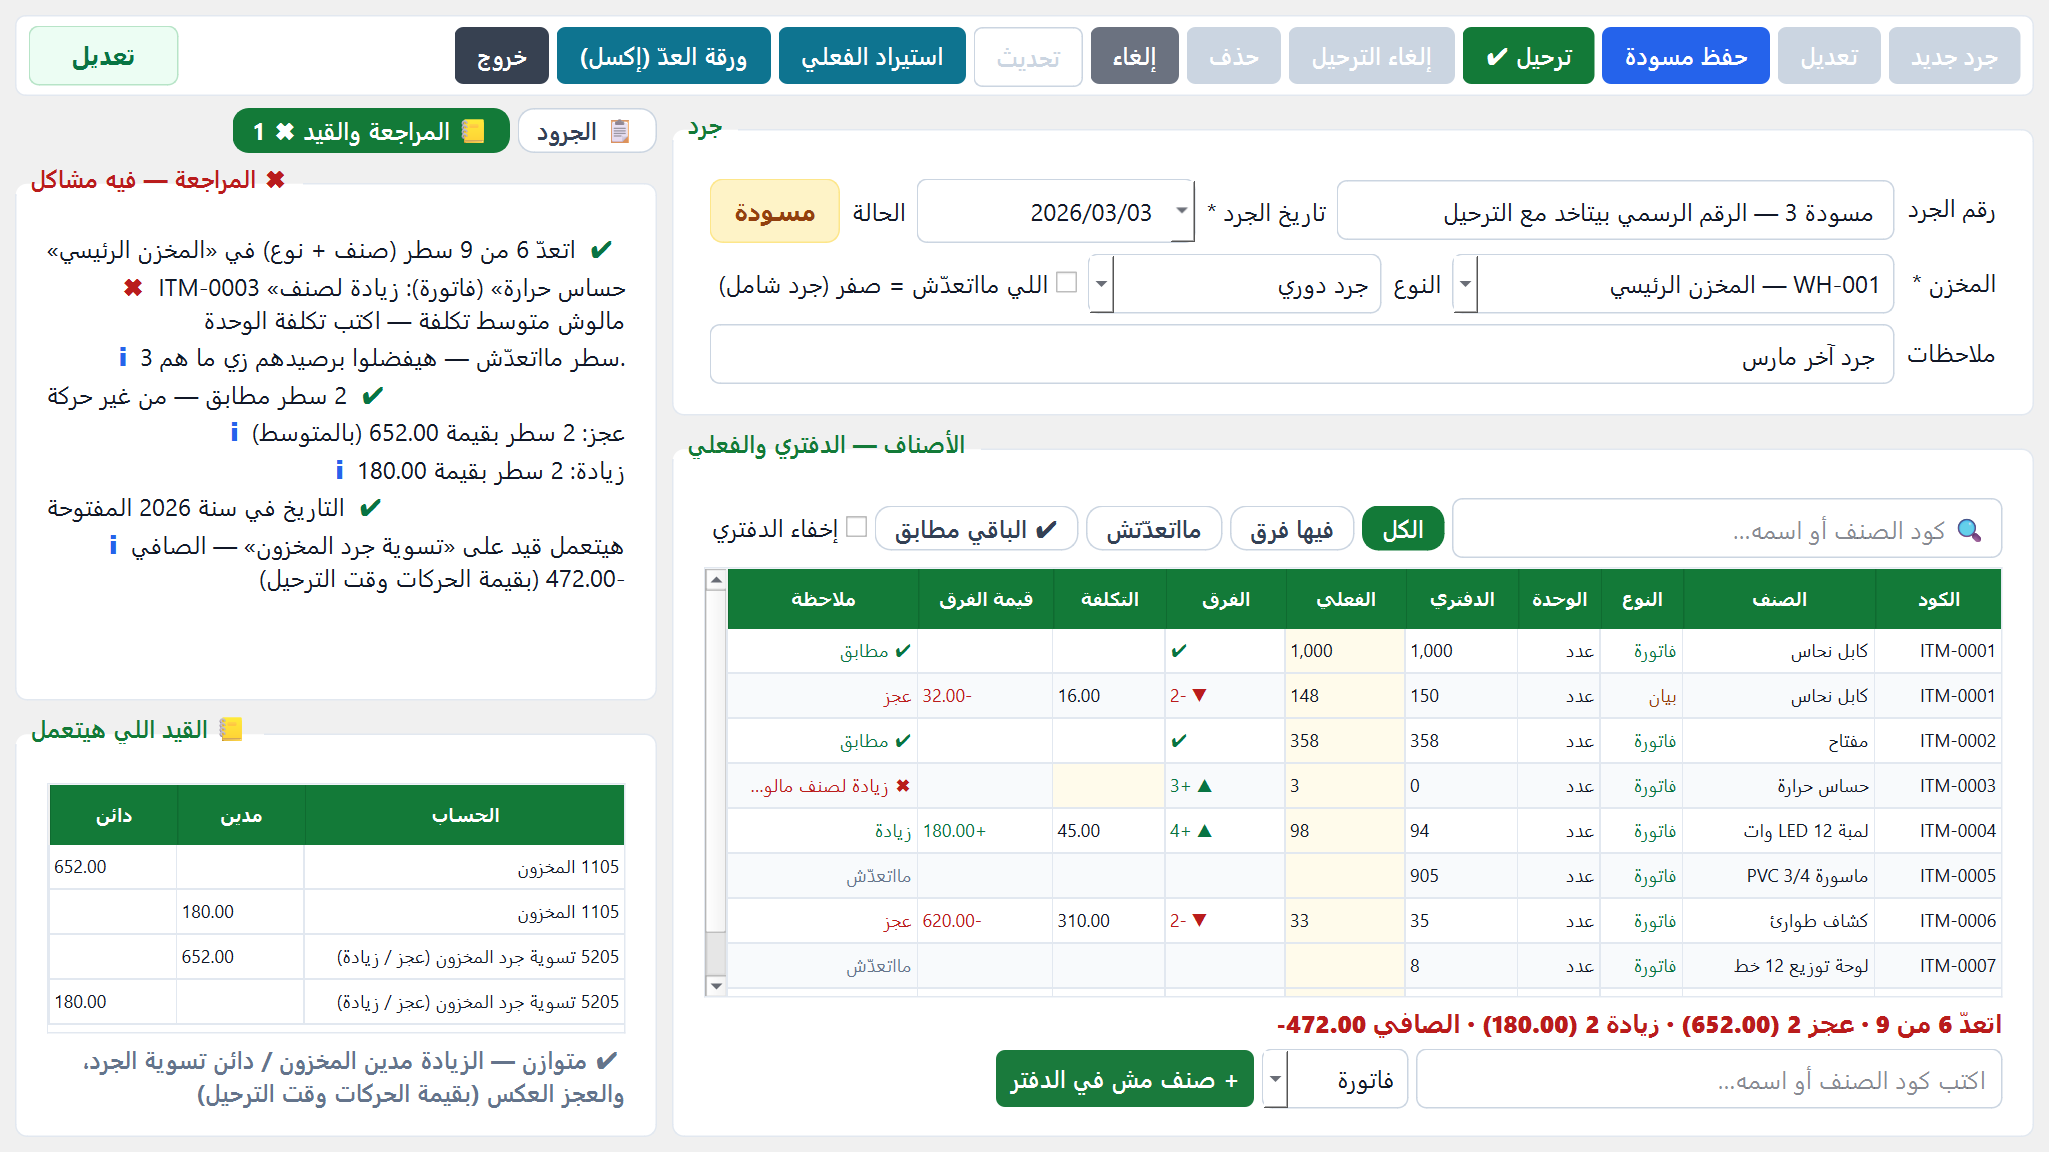 جرد جديد
تعديل
حفظ مسودة
ترحيل ✔
إلغاء الترحيل
حذف
إلغاء
تحديث
استيراد الفعلي
ورقة العدّ (إكسل)
خروج
تعديل
جرد
رقم الجرد
مسودة 3 — الرقم الرسمي بيتاخد مع الترحيل
تاريخ الجرد *
2026/03/03
الحالة
مسودة
المخزن *
WH-001 — المخزن الرئيسي
النوع
جرد دوري
اللي مااتعدّش = صفر (جرد شامل)
ملاحظات
جرد آخر مارس
الأصناف — الدفتري والفعلي
كود الصنف أو اسمه...
الكل
فيها فرق
مااتعدّتش
✔ الباقي مطابق
إخفاء الدفتري
الكود الصنف النوع الوحدة الدفتري الفعلي الفرق التكلفة قيمة الفرق ملاحظة
ITM-0001 كابل نحاس فاتورة عدد 1,000 1,000 ✔ ✔ مطابق
ITM-0001 كابل نحاس بيان عدد 150 148 ▼ -2 16.00 -32.00 عجز
ITM-0002 مفتاح فاتورة عدد 358 358 ✔ ✔ مطابق
ITM-0003 حساس حرارة فاتورة عدد 0 3 ▲ +3 ✖ زيادة لصنف مالو...
ITM-0004 لمبة LED 12 وات فاتورة عدد 94 98 ▲ +4 45.00 +180.00 زيادة
ITM-0005 ماسورة PVC 3/4 فاتورة عدد 905 مااتعدّش
ITM-0006 كشاف طوارئ فاتورة عدد 35 33 ▼ -2 310.00 -620.00 عجز
ITM-0007 لوحة توزيع 12 خط فاتورة عدد 8 مااتعدّش
اتعدّ 6 من 9 • عجز 2 (652.00) • زيادة 2 (180.00) • الصافي 472.00-
اكتب كود الصنف أو اسمه...
فاتورة
+ صنف مش في الدفتر
📋 الجرود
📒 المراجعة والقيد ✖ 1
✖ المراجعة — فيه مشاكل
✔ اتعدّ 6 من 9 سطر (صنف + نوع) في «المخزن الرئيسي»
✖ ITM-0003 «حساس حرارة» (فاتورة): زيادة لصنف
مالوش متوسط تكلفة — اكتب تكلفة الوحدة
ℹ 3 سطر مااتعدّش — هيفضلوا برصيدهم زي ما هم.
✔ 2 سطر مطابق — من غير حركة
ℹ عجز: 2 سطر بقيمة 652.00 (بالمتوسط)
ℹ زيادة: 2 سطر بقيمة 180.00
✔ التاريخ في سنة 2026 المفتوحة
ℹ هيتعمل قيد على «تسوية جرد المخزون» — الصافي
-472.00 (بقيمة الحركات وقت الترحيل)
📒 القيد اللي هيتعمل
الحساب مدين دائن
1105 المخزون 652.00
1105 المخزون 180.00
5205 تسوية جرد المخزون (عجز / زيادة) 652.00
5205 تسوية جرد المخزون (عجز / زيادة) 180.00
✔ متوازن — الزيادة مدين المخزون / دائن تسوية الجرد،
والعجز العكس (بقيمة الحركات وقت الترحيل)